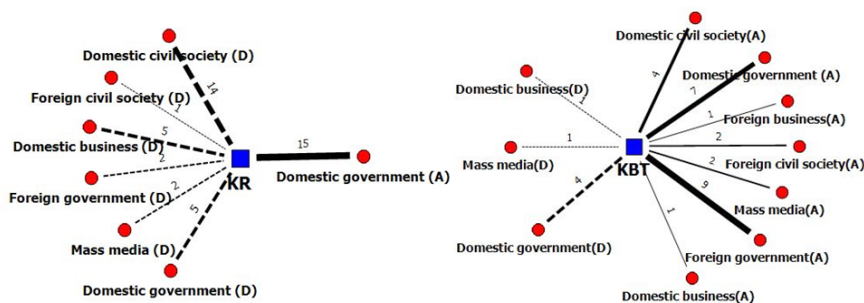 Domestic civil society (D)
14
Foreign civil society (D)
1
Domestic business (D)
5
2
Foreign government (D)
2
Mass media (D)
5
Domestic government (D)
KR
15
Domestic government (A)
Domestic civil society(A)
4
Domestic government (A)
7
Domestic business(D)
1
Foreign business(A)
1
Mass media(D)
1
2
Foreign civil society(A)
KBT
2
Mass media(A)
4
Domestic government(D)
9
Foreign government(A)
1
Domestic business(A)